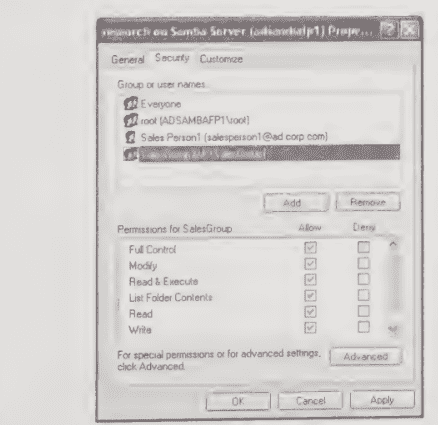 research on Samba Server (adsambafp1) Prope...
General Security Customize
Group or user names:
Everyone
root (ADSAMBAFP1\root)
Sales Person1 (salesperson1@ad.corp.com)
Add Remove
Permissions for SalesGroup Allow Deny
Full Control
Modify
Read & Execute
List Folder Contents
Read
Write
For special permissions or for advanced settings,
click Advanced.
Advanced
OK Cancel Apply